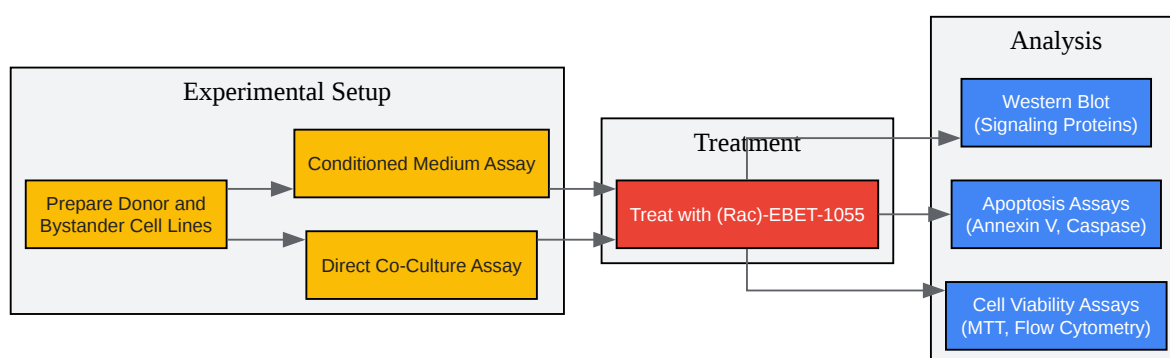 Experimental Setup
Prepare Donor and
Bystander Cell Lines
Conditioned Medium Assay
Direct Co-Culture Assay
Treatment
Treat with (Rac)-EBET-1055
Analysis
Western Blot
(Signaling Proteins)
Apoptosis Assays
(Annexin V, Caspase)
Cell Viability Assays
(MTT, Flow Cytometry)